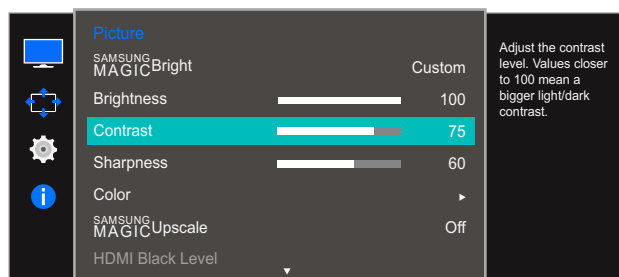 Picture
SAMSUNG
MAGICBright Custom
Brightness 100
Contrast 75
Sharpness 60
Color
SAMSUNG
MAGICUpscale Off
HDMI Black Level
Adjust the contrast
level. Values closer
to 100 mean a
bigger light/dark
contrast.